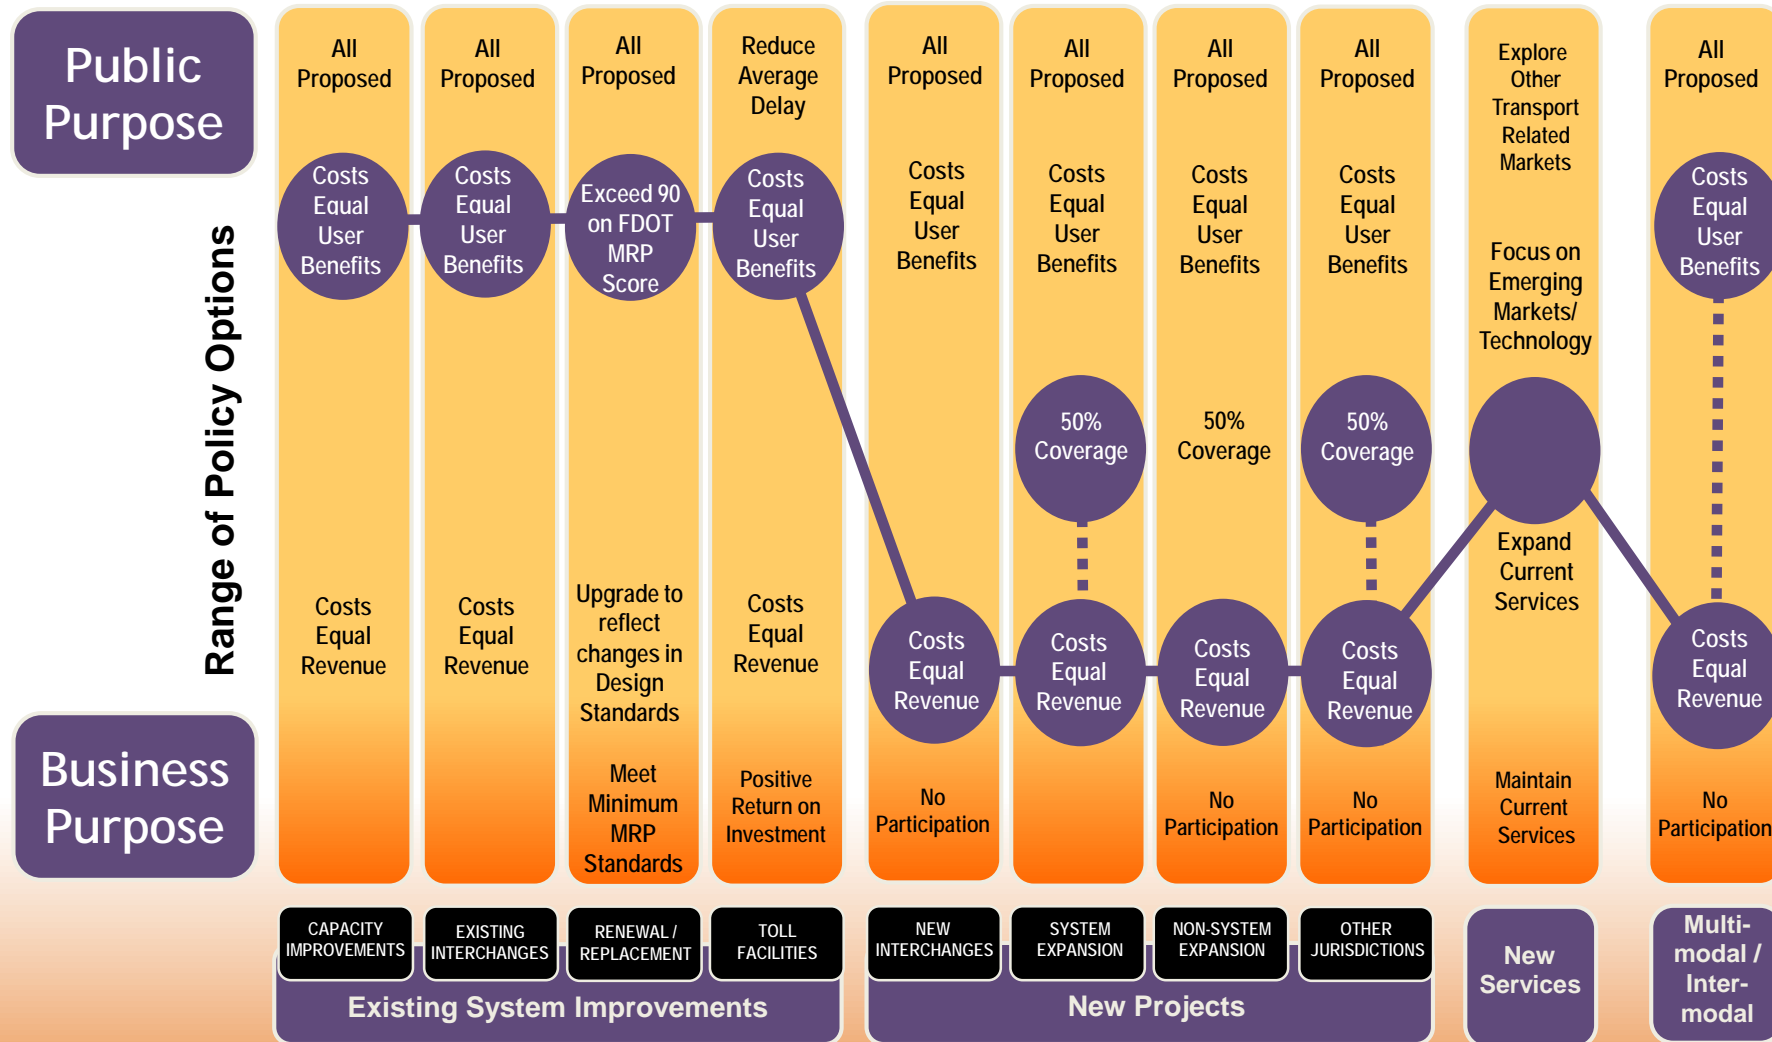 Public
Purpose
Range of Policy Options
Business
Purpose
All
Proposed
Costs
Equal
User
Benefits
Costs
Equal
Revenue
CAPACITY
IMPROVEMENTS
All
Proposed
Costs
Equal
User
Benefits
Costs
Equal
Revenue
EXISTING
INTERCHANGES
All
Proposed
Exceed 90
on FDOT
MRP
Score
Upgrade to
reflect
changes in
Design
Standards
Meet
Minimum
MRP
Standards
RENEWAL /
REPLACEMENT
Reduce
Average
Delay
Costs
Equal
User
Benefits
Costs
Equal
Revenue
Positive
Return on
Investment
TOLL
FACILITIES
Existing System Improvements
All
Proposed
Costs
Equal
User
Benefits
Costs
Equal
Revenue
No
Participation
NEW
INTERCHANGES
All
Proposed
Costs
Equal
User
Benefits
50%
Coverage
Costs
Equal
Revenue
SYSTEM
EXPANSION
All
Proposed
Costs
Equal
User
Benefits
50%
Coverage
Costs
Equal
Revenue
No
Participation
NON-SYSTEM
EXPANSION
All
Proposed
Costs
Equal
User
Benefits
50%
Coverage
Costs
Equal
Revenue
No
Participation
OTHER
JURISDICTIONS
New Projects
Explore
Other
Transport
Related
Markets
Focus on
Emerging
Markets/
Technology
Expand
Current
Services
Maintain
Current
Services
New
Services
All
Proposed
Costs
Equal
User
Benefits
Costs
Equal
Revenue
No
Participation
Multi-
modal /
Inter-
modal